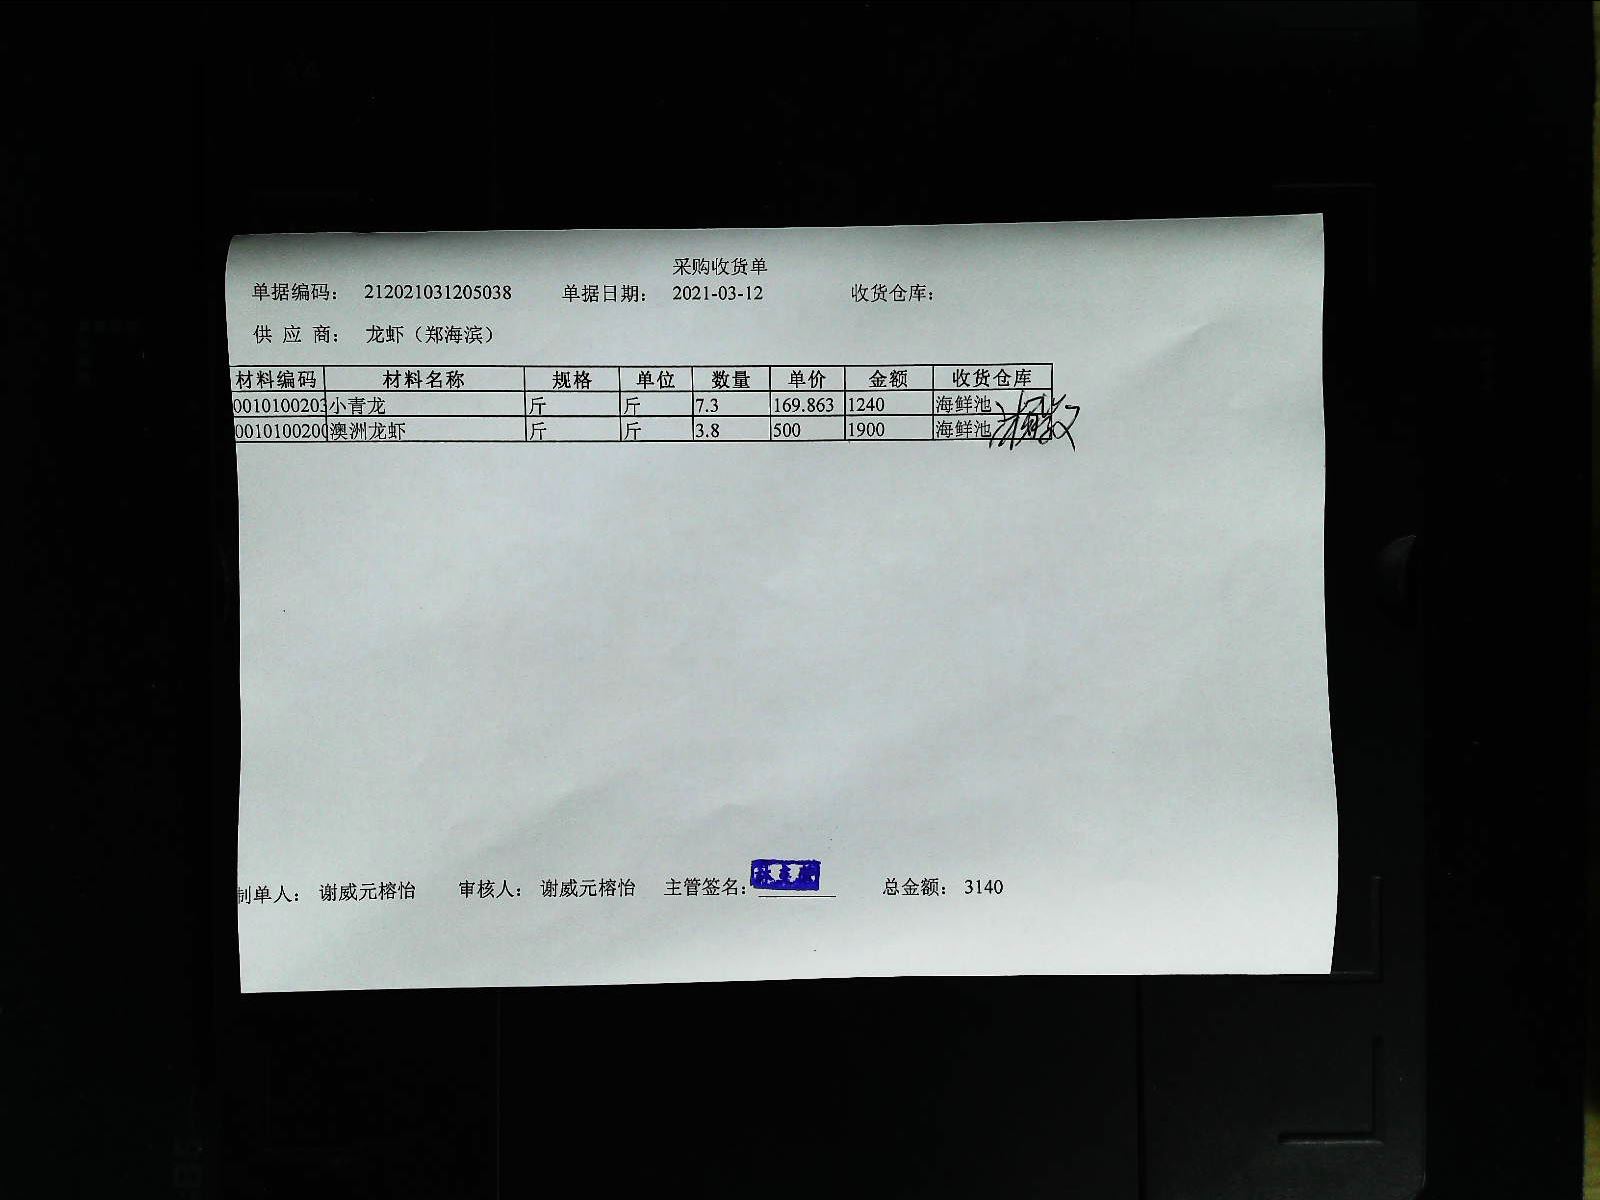 采购收货单
单据编码： 212021031205038 单据日期： 2021-03-12 收货仓库：
供 应 商： 龙虾（郑海滨）
材料编码 材料名称 规格 单位 数量 单价 金额 收货仓库
0010100203 小青龙 斤 斤 7.3 169.863 1240 海鲜池
0010100200 澳洲龙虾 斤 斤 3.8 500 1900 海鲜池
制单人： 谢威元榕怡 审核人： 谢威元榕怡 主管签名： 总金额： 3140